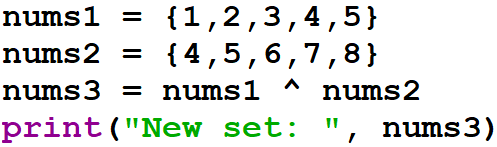 nums1 = {1,2,3,4,5}
nums2 = {4,5,6,7,8}
nums3 = nums1 ^ nums2
print("New set: ", nums3)